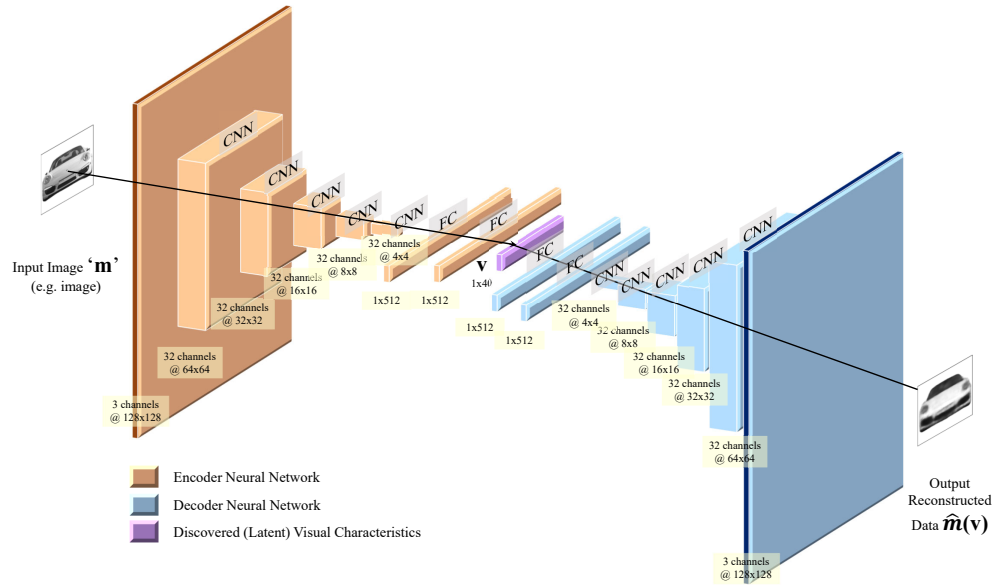 Input Image ‘m’
(e.g. image)
3 channels
@ 128x128
32 channels
@ 64x64
32 channels
@ 32x32
32 channels
@ 16x16
32 channels
@ 8x8
32 channels
@ 4x4
CNN
CNN
CNN
CNN
CNN
FC
FC
1x512
1x512
v
1x40
FC
FC
CNN
CNN
CNN
CNN
CNN
1x512
1x512
32 channels
@ 4x4
32 channels
@ 8x8
32 channels
@ 16x16
32 channels
@ 32x32
32 channels
@ 64x64
3 channels
@ 128x128
Output
Reconstructed
Data m̂(v)
Encoder Neural Network
Decoder Neural Network
Discovered (Latent) Visual Characteristics